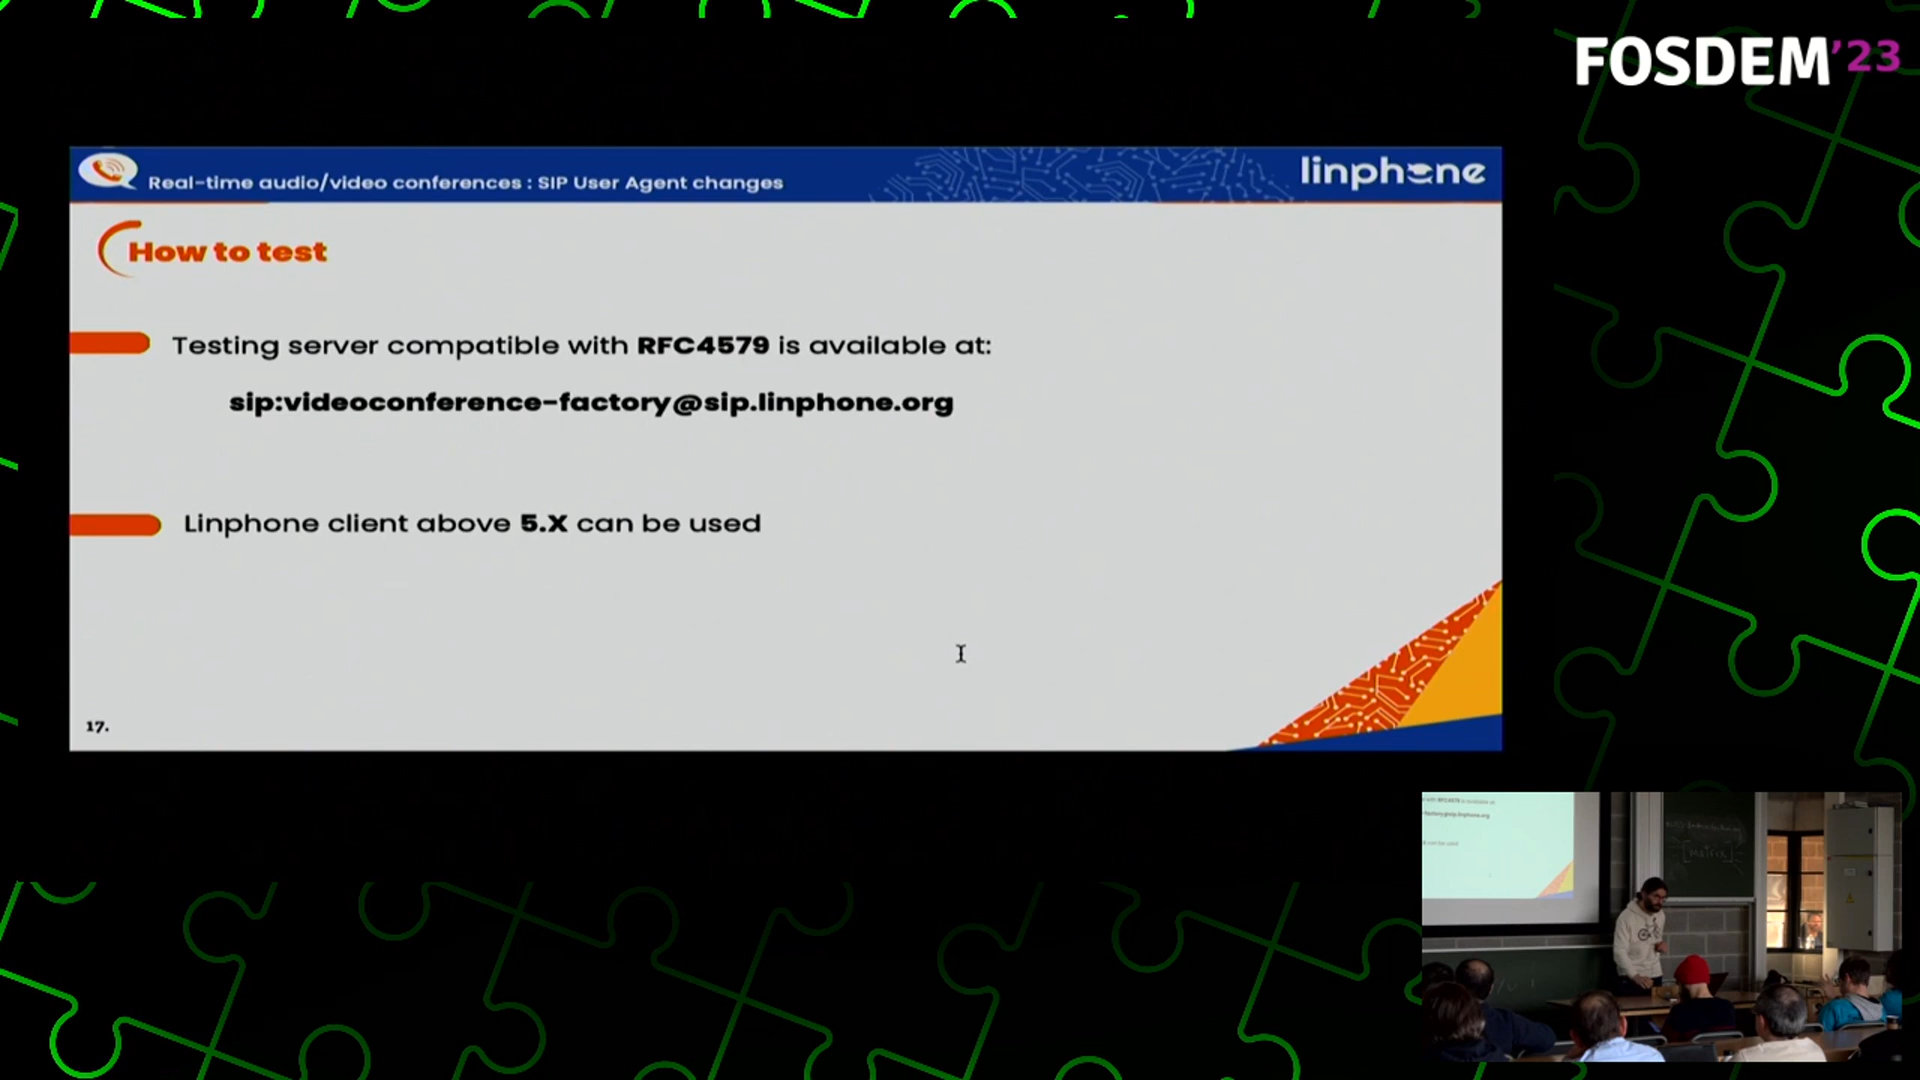 FOSDEM'23
Real-time audio/video conferences : SIP User Agent changes
linphone
How to test
Testing server compatible with RFC4579 is available at:
sip:videoconference-factory@sip.linphone.org
Linphone client above 5.X can be used
17.